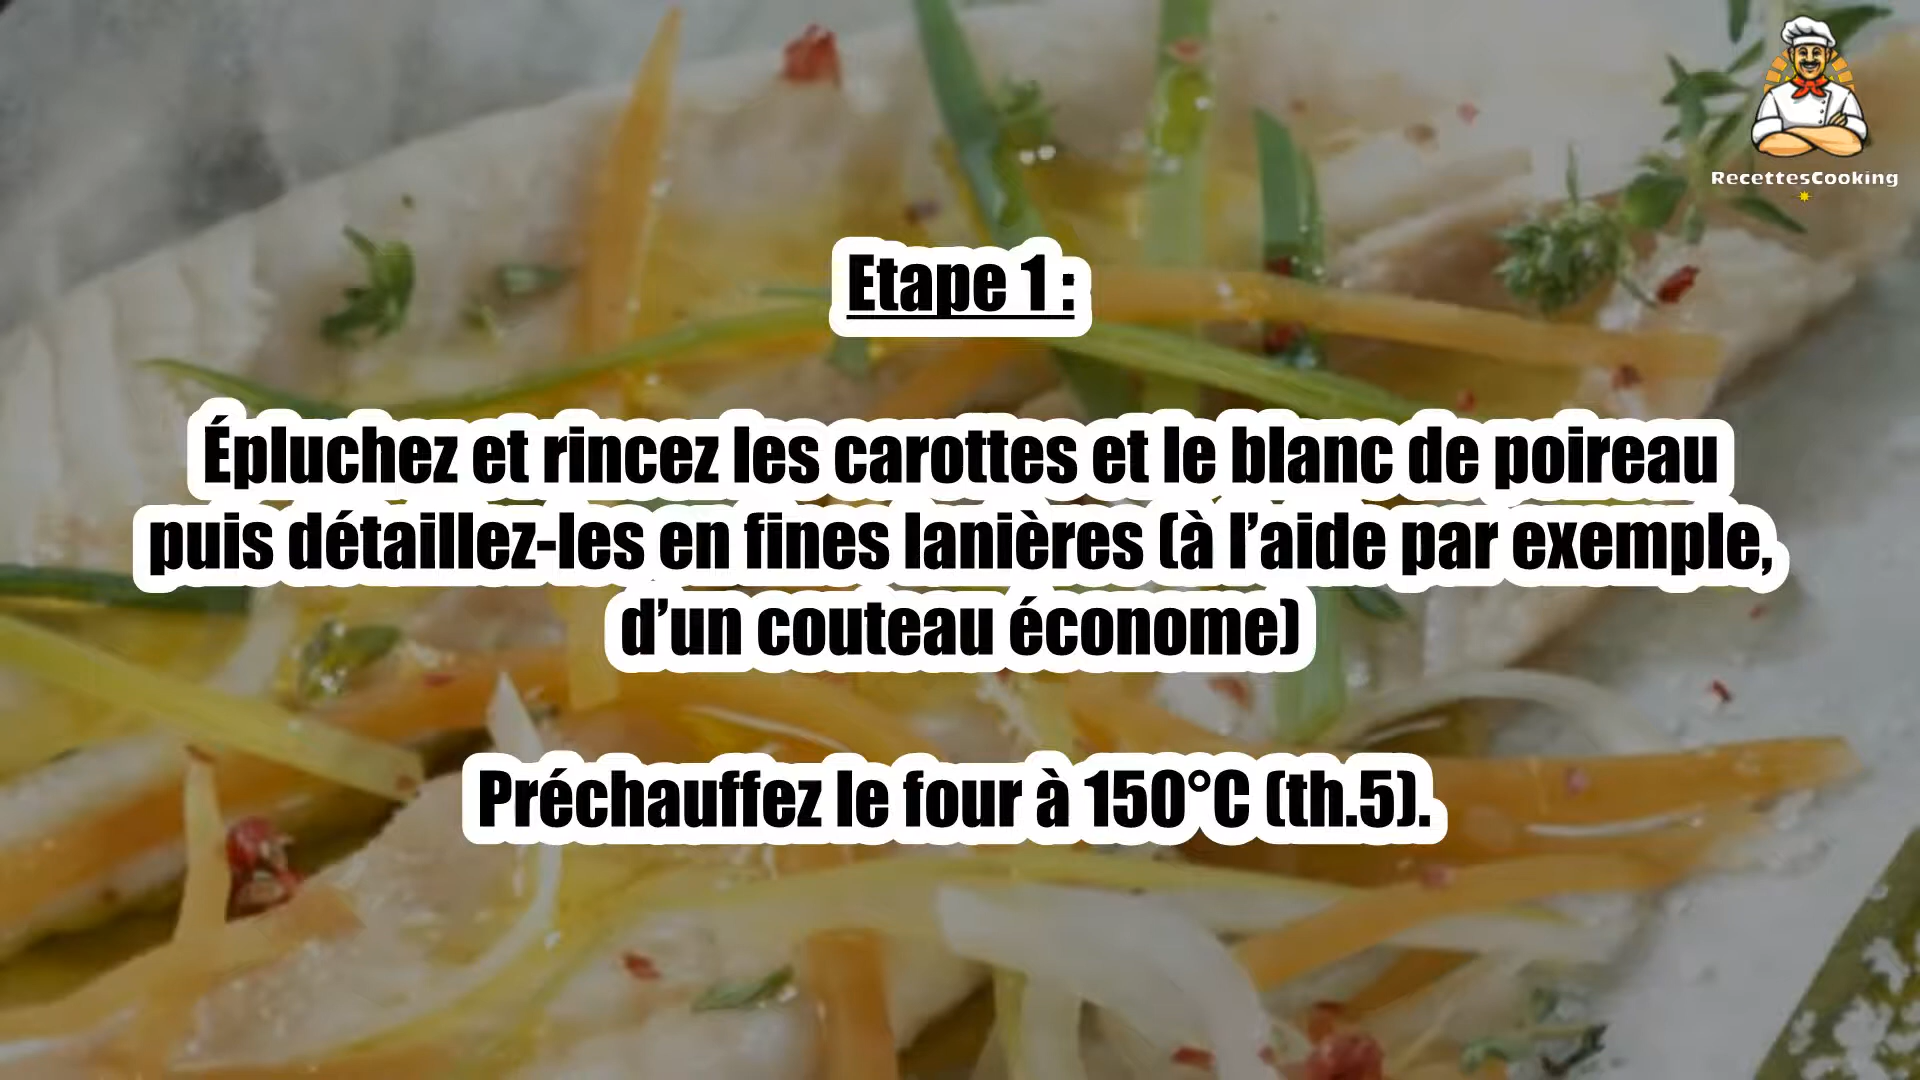 RecettesCooking
Etape 1 :
Épluchez et rincez les carottes et le blanc de poireau
puis détaillez-les en fines lanières (à l’aide par exemple,
d’un couteau économe)
Préchauffez le four à 150°C (th.5).